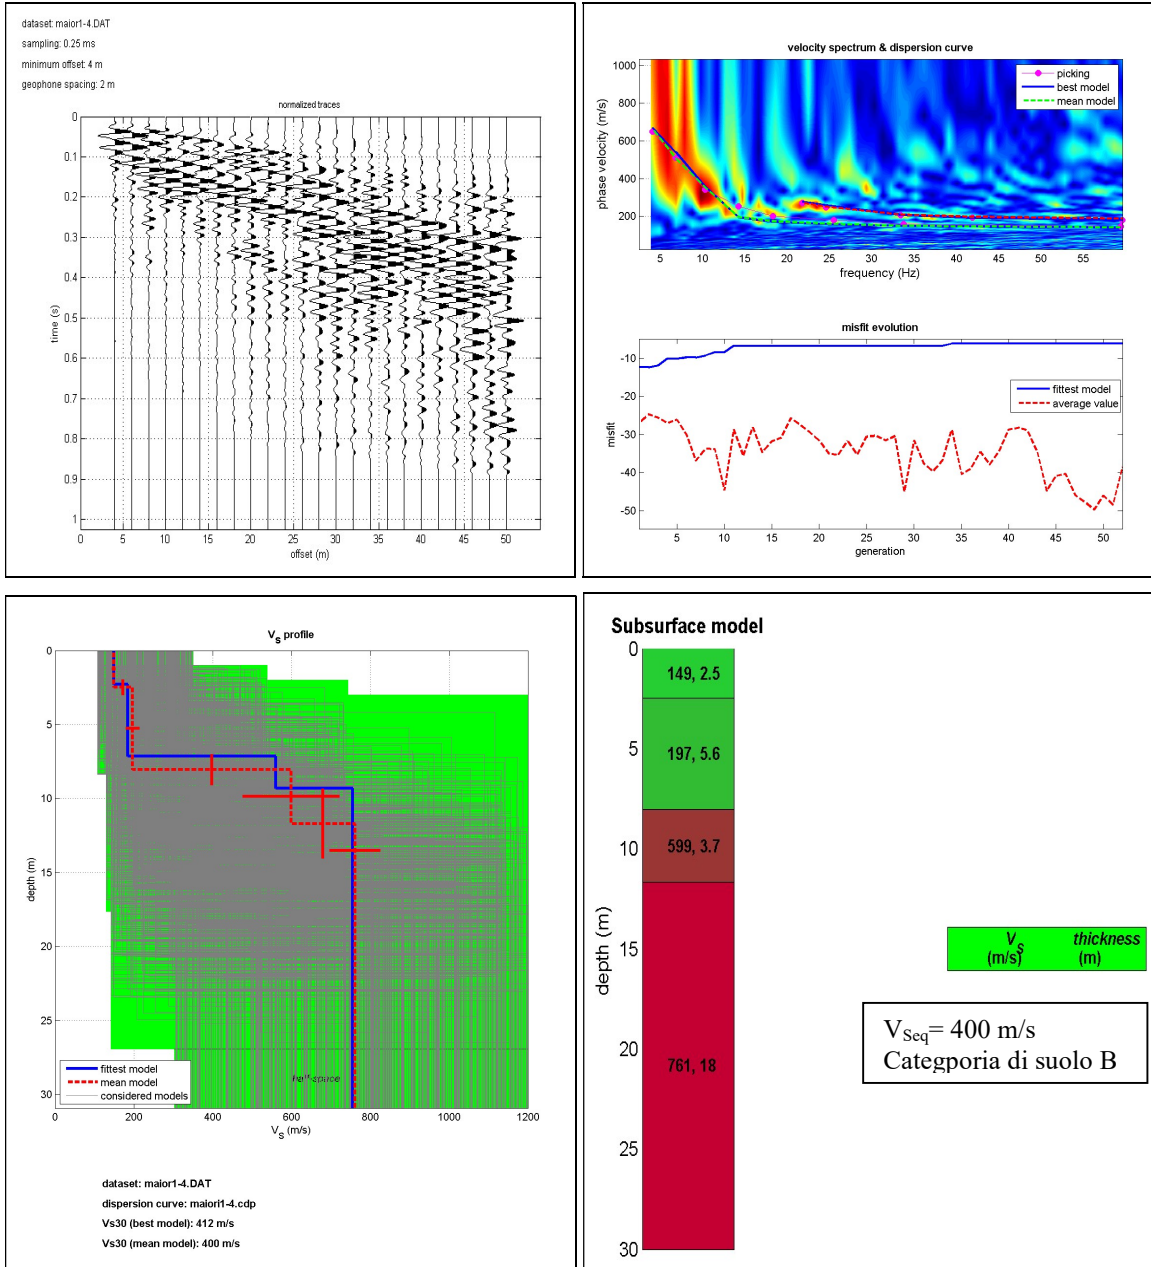 dataset: maior1-4.DAT
sampling: 0.25 ms
minimum offset: 4 m
geophone spacing: 2 m
normalized traces
0
0.1
0.2
0.3
0.4
0.5
0.6
0.7
0.8
0.9
1
time (s)
0 5 10 15 20 25 30 35 40 45 50
offset (m)
velocity spectrum & dispersion curve
1000
800
600
400
200
phase velocity (m/s)
picking
best model
mean model
5 10 15 20 25 30 35 40 45 50 55
frequency (Hz)
misfit evolution
-10
-20
-30
-40
-50
misfit
fittest model
average value
5 10 15 20 25 30 35 40 45 50
generation
VS profile
0
5
10
15
20
25
30
depth (m)
half-space
fittest model
mean model
considered models
0 200 400 600 800 1000 1200
VS (m/s)
dataset: maior1-4.DAT
dispersion curve: maiori1-4.cdp
Vs30 (best model): 412 m/s
Vs30 (mean model): 400 m/s
Subsurface model
0
5
10
15
20
25
30
depth (m)
149, 2.5
197, 5.6
599, 3.7
761, 18
VS thickness
(m/s) (m)
VSeq= 400 m/s
Categporia di suolo B